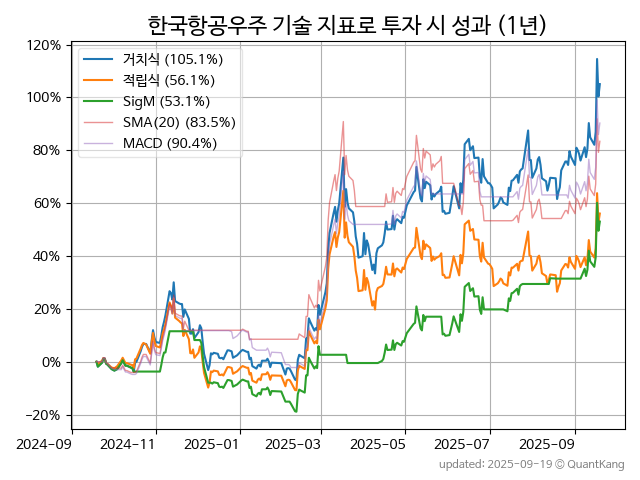 한국항공우주 기술 지표로 투자 시 성과 (1년)
120%
100%
80%
60%
40%
20%
0%
−20%
거치식 (105.1%)
적립식 (56.1%)
SigM (53.1%)
SMA(20) (83.5%)
MACD (90.4%)
2024-09
2024-11
2025-01
2025-03
2025-05
2025-07
2025-09
updated: 2025-09-19 © QuantKang